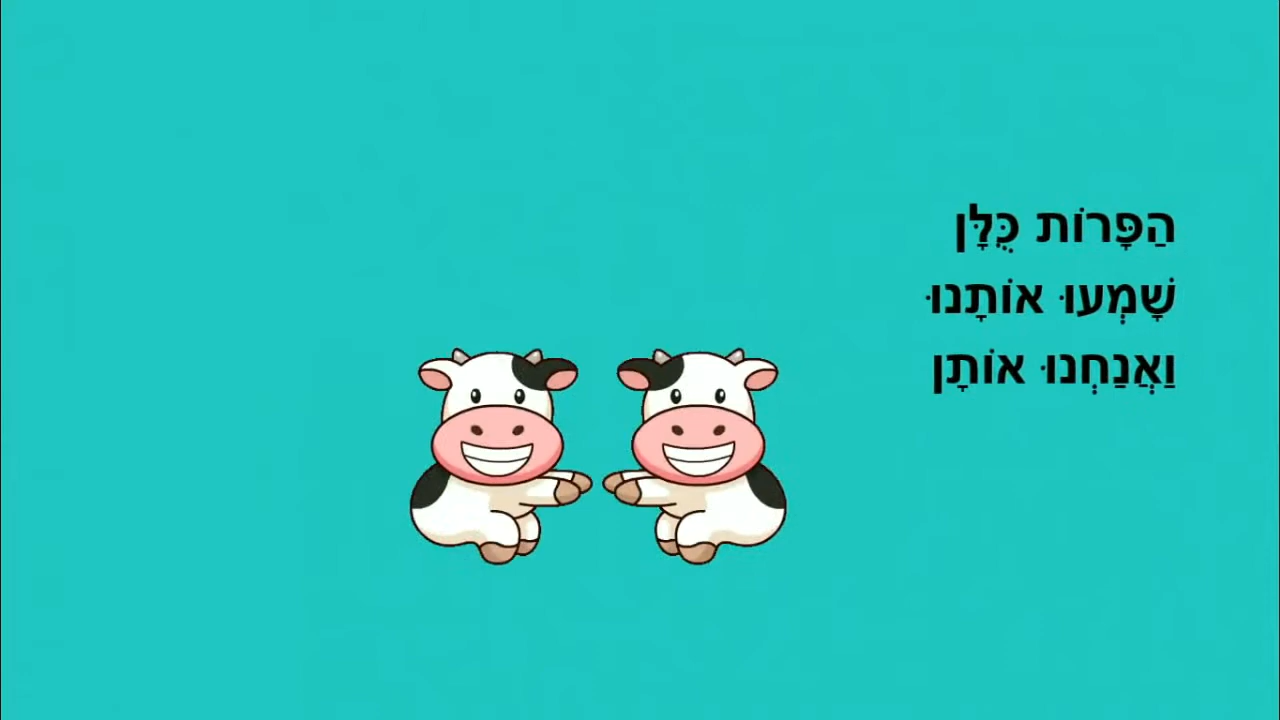 הַפָּרוֹת כֻּלָּן
שָׁמְעוּ אוֹתָנוּ
וַאֲנַחְנוּ אוֹתָן